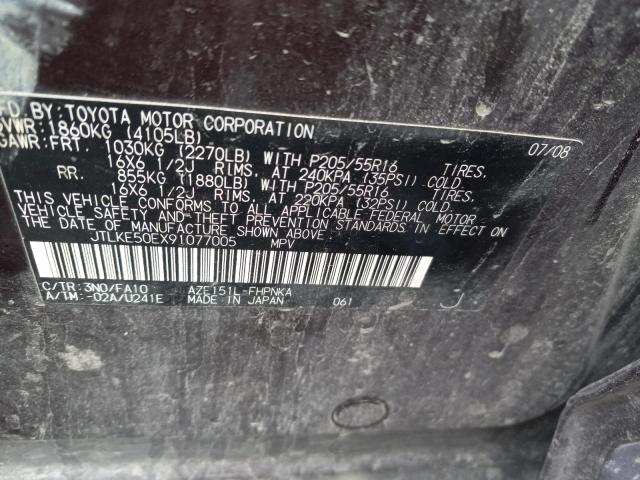 MFD. BY: TOYOTA MOTOR CORPORATION 07/08
GVWR: 1860KG (4105LB)
GAWR: FRT. 1030KG (2270LB) WITH P205/55R16 TIRES.
16X6 1/2J RIMS, AT 240KPA (35PSI) COLD.
RR. 855KG (1880LB) WITH P205/55R16 TIRES.
16X6 1/2J RIMS, AT 220KPA (32PSI) COLD.
THIS VEHICLE CONFORMS TO ALL APPLICABLE FEDERAL MOTOR
VEHICLE SAFETY AND THEFT PREVENTION STANDARDS IN EFFECT ON
THE DATE OF MANUFACTURE SHOWN ABOVE.
JTLKE50EX91077005 MPV
C/TR: 3N0/FA10 AZE151L-FHPNKA
A/TM: -02A/U241E MADE IN JAPAN 061 J